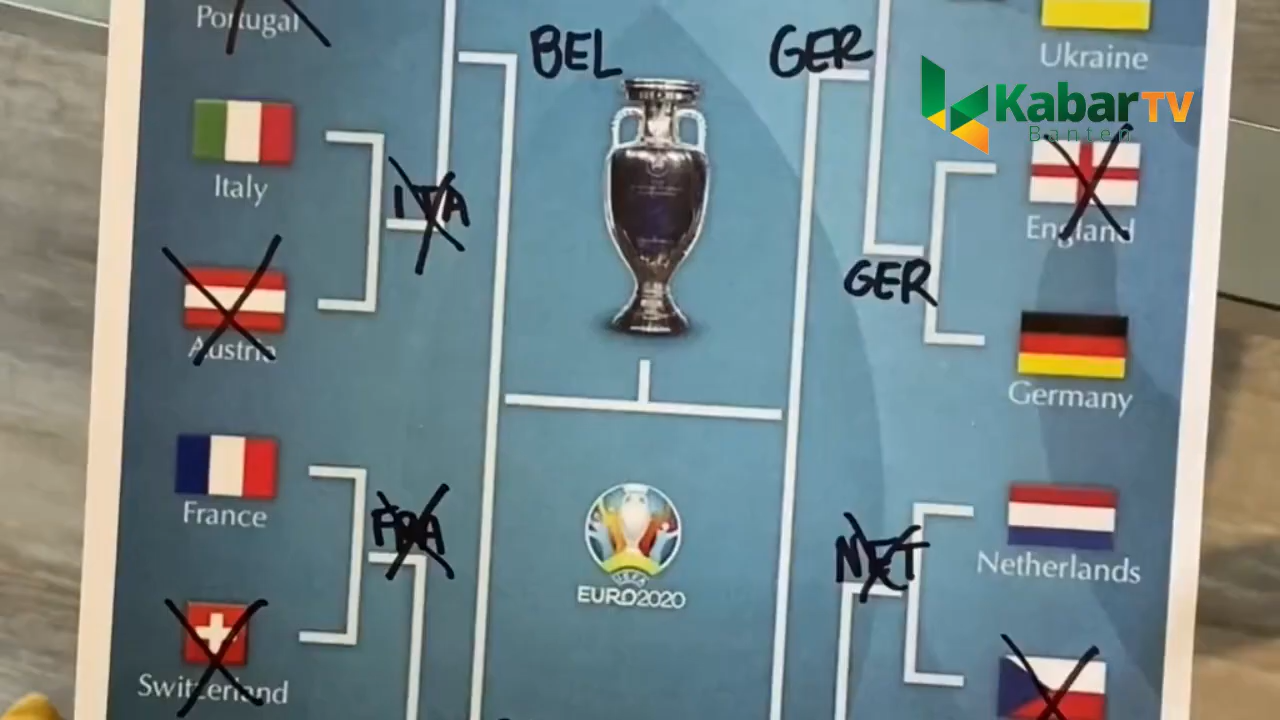 Portugal
BEL
GER
Ukraine
KabarTV
Banten
Italy
ITA
England
GER
Austria
Germany
France
FRA
UEFA
EURO2020
NET
Netherlands
Switzerland